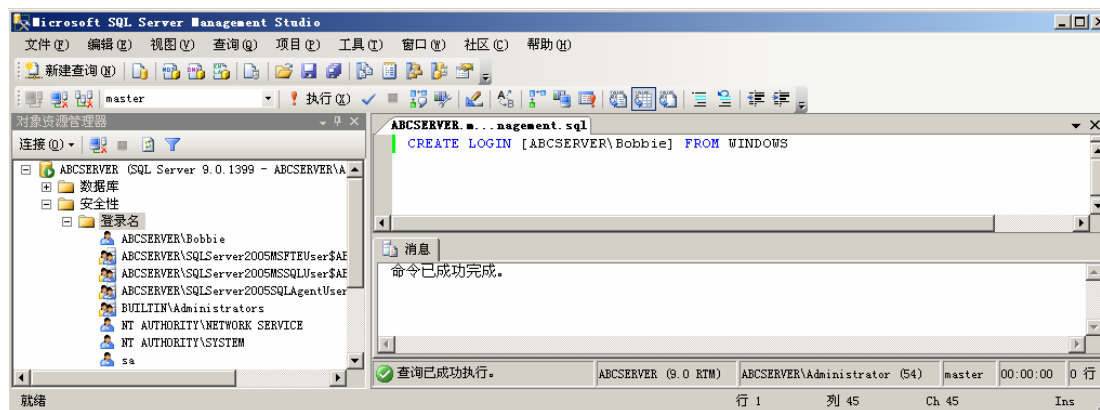 Microsoft SQL Server Management Studio
文件(F) 编辑(E) 视图(V) 查询(Q) 项目(P) 工具(T) 窗口(W) 社区(C) 帮助(H)
新建查询(N)
master 执行(X)
对象资源管理器
连接(O)
ABCSERVER (SQL Server 9.0.1399 - ABCSERVER\A
数据库
安全性
登录名
ABCSERVER\Bobbie
ABCSERVER\SQLServer2005MSFTEUser$AB
ABCSERVER\SQLServer2005MSSQLUser$AB
ABCSERVER\SQLServer2005SQLAgentUser
BUILTIN\Administrators
NT AUTHORITY\NETWORK SERVICE
NT AUTHORITY\SYSTEM
sa
ABCSERVER.m...nagement.sql
CREATE LOGIN [ABCSERVER\Bobbie] FROM WINDOWS
消息
命令已成功完成。
查询已成功执行。 ABCSERVER (9.0 RTM) ABCSERVER\Administrator (54) master 00:00:00 0 行
就绪 行 1 列 45 Ch 45 Ins